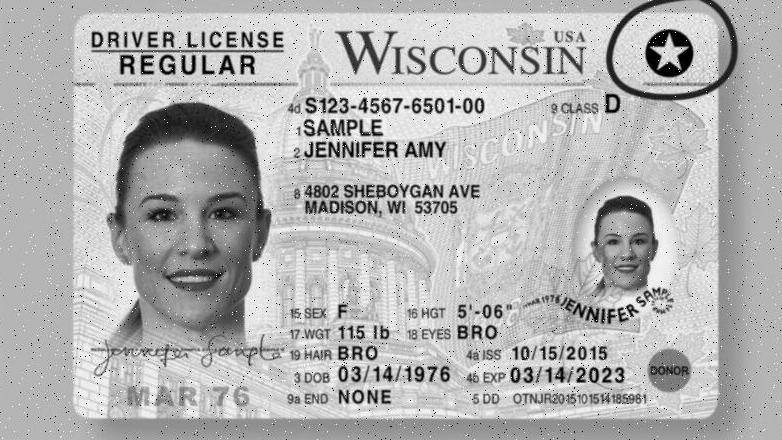 DRIVER LICENSE
REGULAR
WISCONSIN USA
4d S123-4567-6501-00
9 CLASS D
1 SAMPLE
2 JENNIFER AMY
WISCONSIN
8 4802 SHEBOYGAN AVE
MADISON, WI 53705
15 SEX F 16 HGT 5'-06"
17 WGT 115 lb 18 EYES BRO
19 HAIR BRO 4a ISS 10/15/2015
3 DOB 03/14/1976 4b EXP 03/14/2023
9a END NONE 5 DD OTNJR2015101514185961
JENNIFER SAMPLE
Jennifer Sample
MAR 76
DONOR